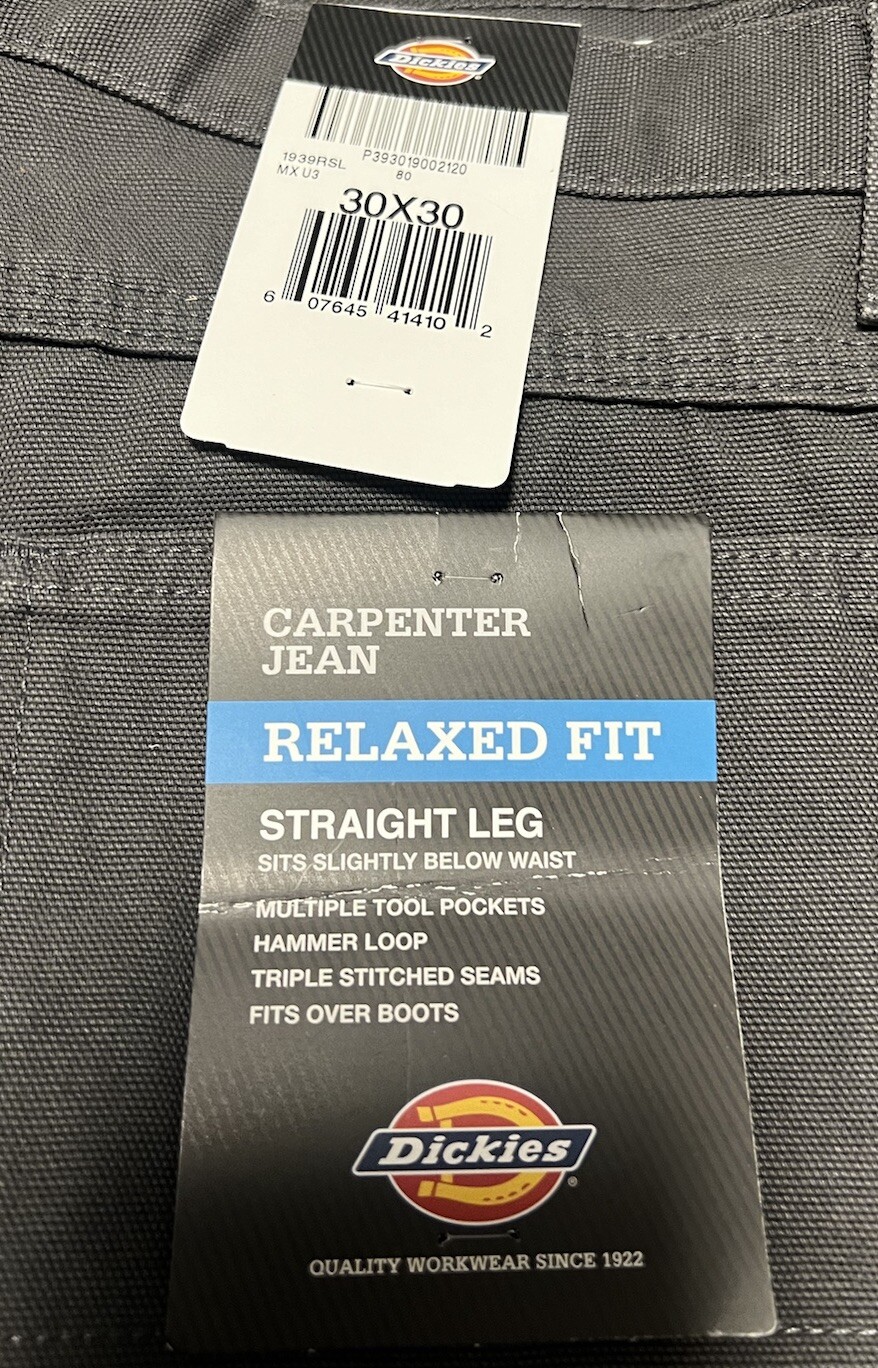 Dickies
1939RSL P393019002120
MX U3 80
30X30
6 07645 41410 2
CARPENTER
JEAN
RELAXED FIT
STRAIGHT LEG
SITS SLIGHTLY BELOW WAIST
MULTIPLE TOOL POCKETS
HAMMER LOOP
TRIPLE STITCHED SEAMS
FITS OVER BOOTS
Dickies®
QUALITY WORKWEAR SINCE 1922